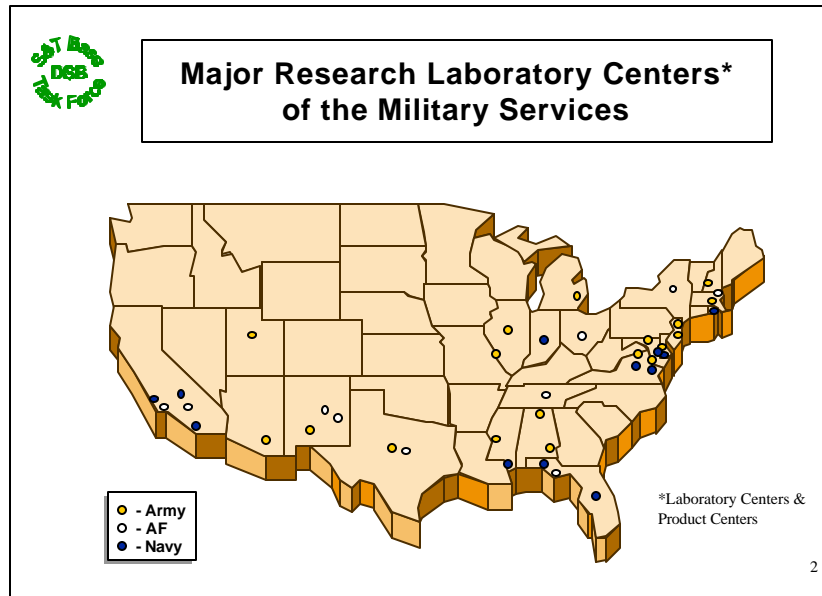 S&T Base
DSB
Task Force
Major Research Laboratory Centers*
of the Military Services
- Army
- AF
- Navy
*Laboratory Centers &
Product Centers
2